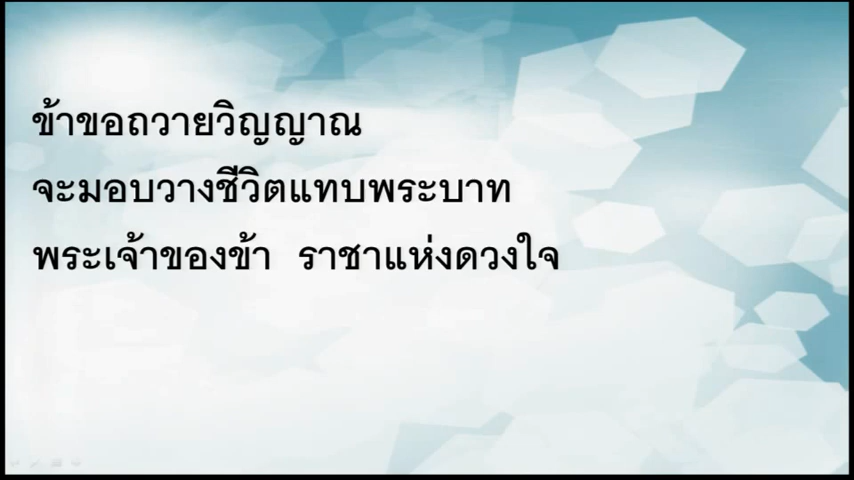 ข้าขอถวายวิญญาณ
จะมอบวางชีวิตแทบพระบาท
พระเจ้าของข้า ราชาแห่งดวงใจ